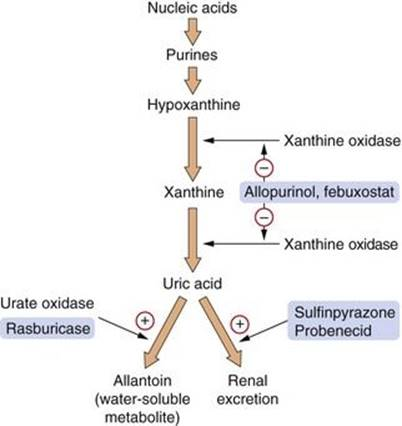 Nucleic acids
Purines
Hypoxanthine
Xanthine oxidase
−
Xanthine
Allopurinol, febuxostat
−
Xanthine oxidase
Uric acid
Urate oxidase
Rasburicase
+
+
Sulfinpyrazone
Probenecid
Allantoin
(water-soluble
metabolite)
Renal
excretion